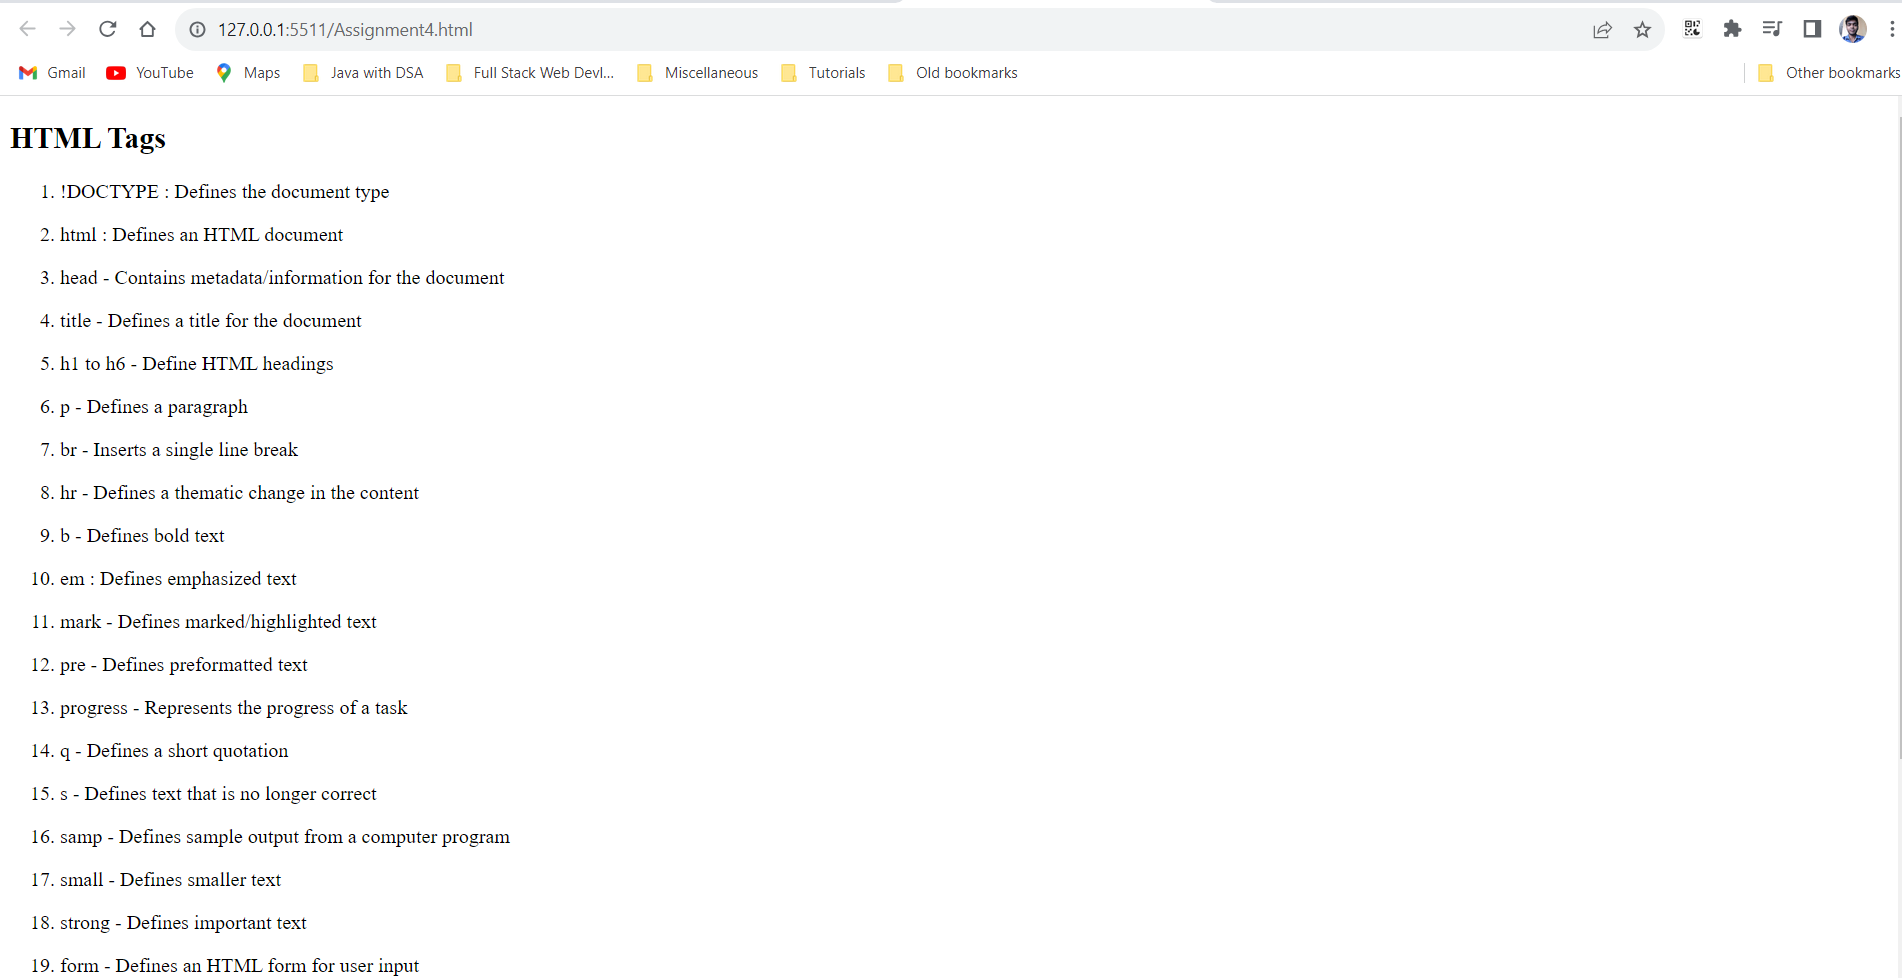 127.0.0.1:5511/Assignment4.html
Gmail YouTube Maps Java with DSA Full Stack Web Devl... Miscellaneous Tutorials Old bookmarks Other bookmarks
HTML Tags
1. !DOCTYPE : Defines the document type
2. html : Defines an HTML document
3. head - Contains metadata/information for the document
4. title - Defines a title for the document
5. h1 to h6 - Define HTML headings
6. p - Defines a paragraph
7. br - Inserts a single line break
8. hr - Defines a thematic change in the content
9. b - Defines bold text
10. em : Defines emphasized text
11. mark - Defines marked/highlighted text
12. pre - Defines preformatted text
13. progress - Represents the progress of a task
14. q - Defines a short quotation
15. s - Defines text that is no longer correct
16. samp - Defines sample output from a computer program
17. small - Defines smaller text
18. strong - Defines important text
19. form - Defines an HTML form for user input